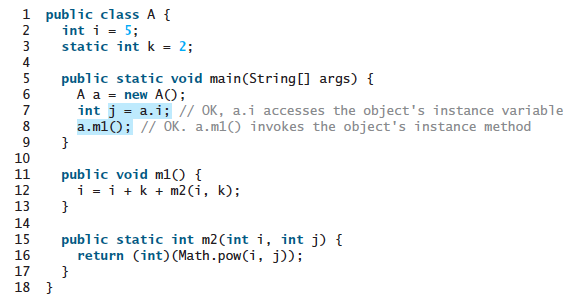 1 public class A {
2   int i = 5;
3   static int k = 2;
4
5   public static void main(String[] args) {
6     A a = new A();
7     int j = a.i; // OK, a.i accesses the object's instance variable
8     a.m1(); // OK. a.m1() invokes the object's instance method
9   }
10
11   public void m1() {
12     i = i + k + m2(i, k);
13   }
14
15   public static int m2(int i, int j) {
16     return (int)(Math.pow(i, j));
17   }
18 }